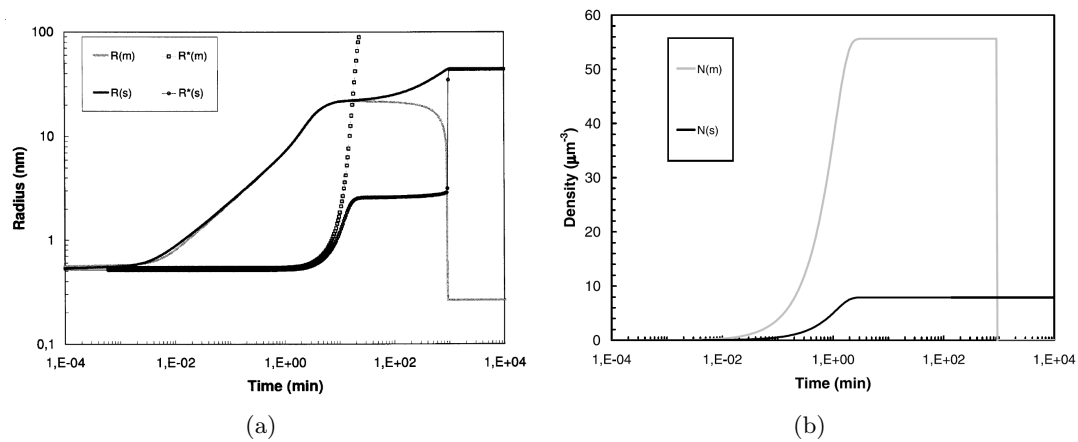 100
10
1
0,1
Radius (nm)
R(m) R*(m)
R(s) R*(s)
1,E-04 1,E-02 1,E+00 1,E+02 1,E+04
Time (min)
(a)
60
50
40
30
20
10
0
Density (μm-3)
N(m)
N(s)
1,E-04 1,E-02 1,E+00 1,E+02 1,E+04
Time (min)
(b)